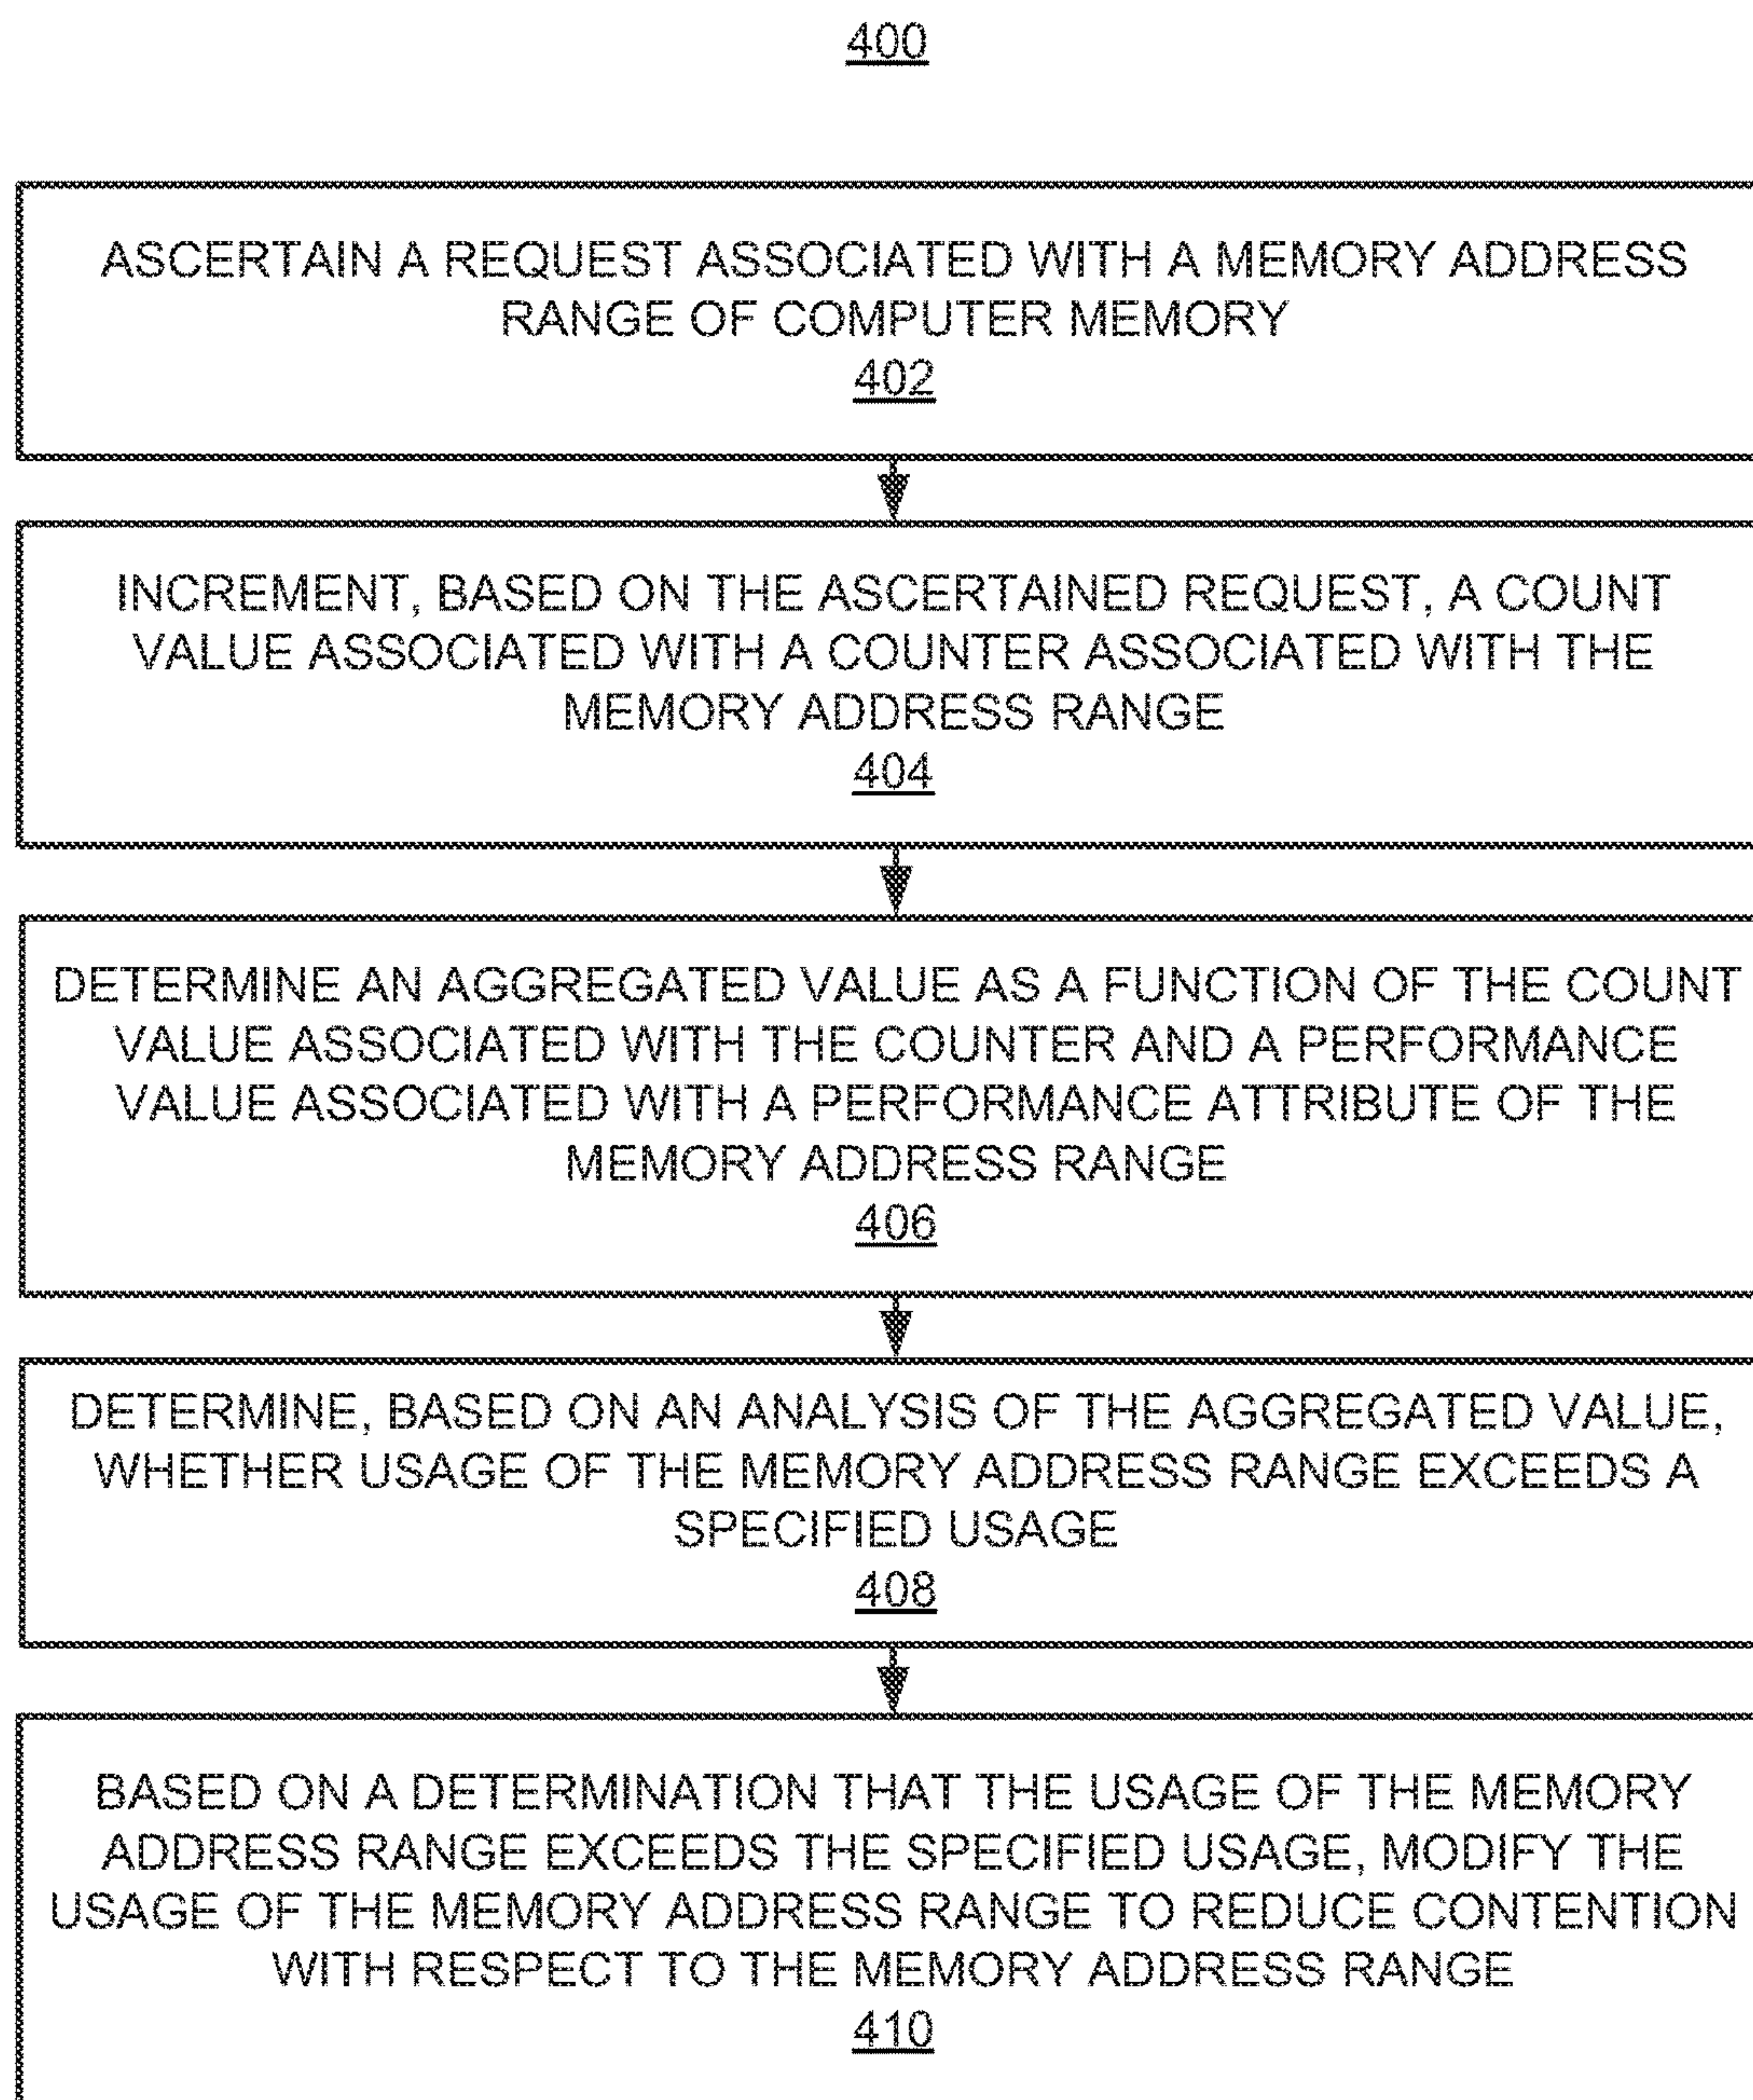 400
ASCERTAIN A REQUEST ASSOCIATED WITH A MEMORY ADDRESS
RANGE OF COMPUTER MEMORY
402
INCREMENT, BASED ON THE ASCERTAINED REQUEST, A COUNT
VALUE ASSOCIATED WITH A COUNTER ASSOCIATED WITH THE
MEMORY ADDRESS RANGE
404
DETERMINE AN AGGREGATED VALUE AS A FUNCTION OF THE COUNT
VALUE ASSOCIATED WITH THE COUNTER AND A PERFORMANCE
VALUE ASSOCIATED WITH A PERFORMANCE ATTRIBUTE OF THE
MEMORY ADDRESS RANGE
406
DETERMINE, BASED ON AN ANALYSIS OF THE AGGREGATED VALUE,
WHETHER USAGE OF THE MEMORY ADDRESS RANGE EXCEEDS A
SPECIFIED USAGE
408
BASED ON A DETERMINATION THAT THE USAGE OF THE MEMORY
ADDRESS RANGE EXCEEDS THE SPECIFIED USAGE, MODIFY THE
USAGE OF THE MEMORY ADDRESS RANGE TO REDUCE CONTENTION
WITH RESPECT TO THE MEMORY ADDRESS RANGE
410